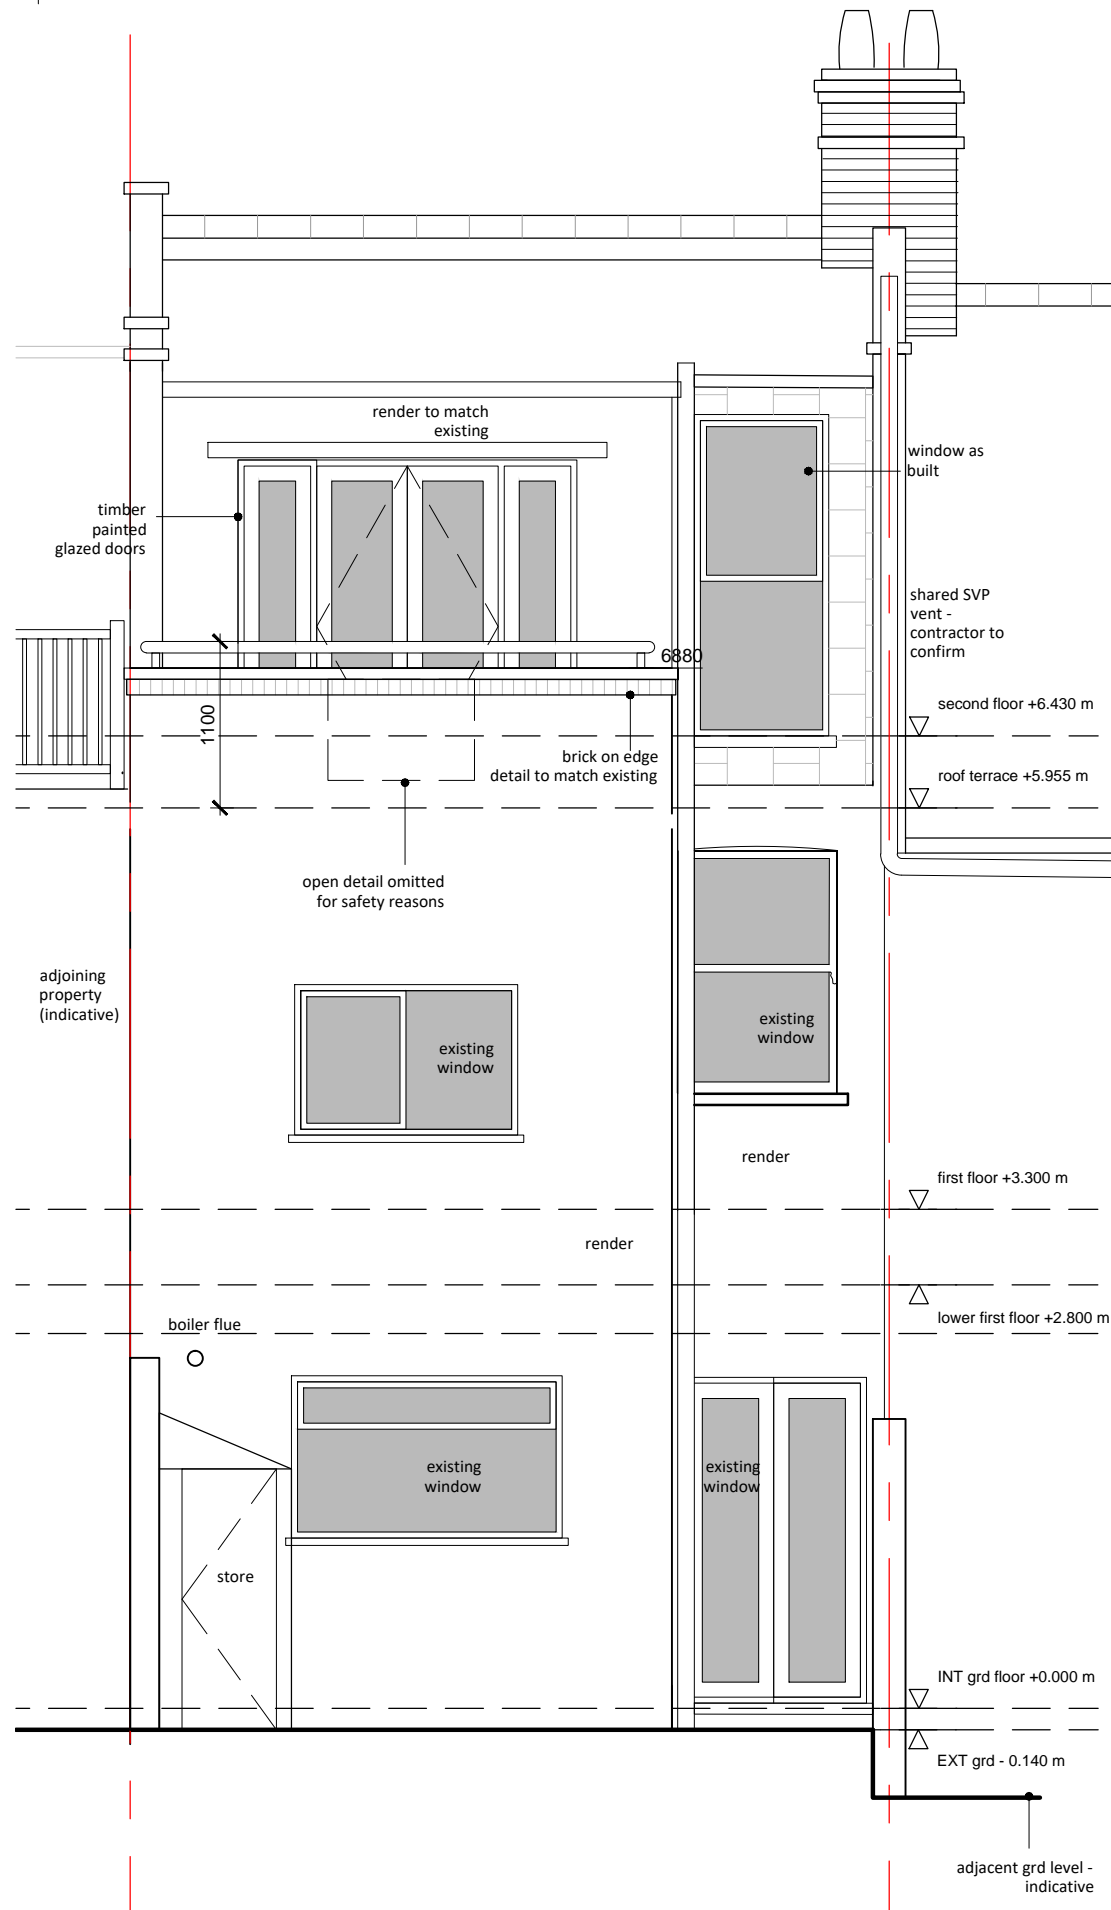 render to match
existing
window as
built
timber
painted
glazed doors
shared SVP
vent -
contractor to
confirm
6880
1100
second floor +6.430 m
brick on edge
detail to match existing
roof terrace +5.955 m
open detail omitted
for safety reasons
adjoining
property
(indicative)
existing
window
existing
window
render
first floor +3.300 m
render
lower first floor +2.800 m
boiler flue
existing
window
existing
window
store
INT grd floor +0.000 m
EXT grd - 0.140 m
adjacent grd level -
indicative